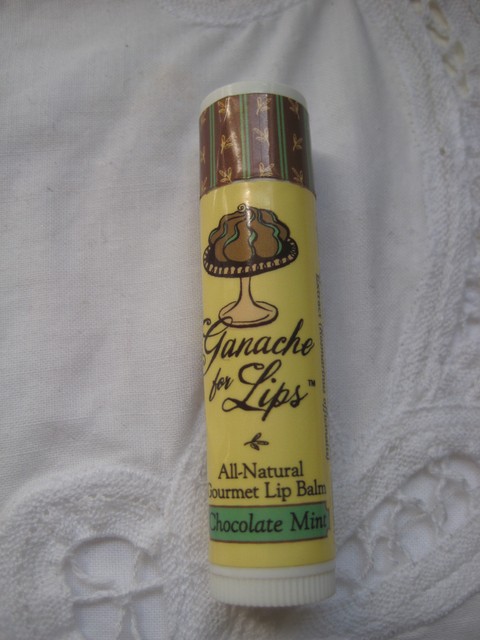 Ganache
for Lips™
All-Natural
Gourmet Lip Balm
Chocolate Mint